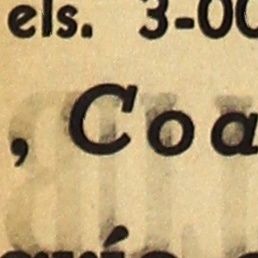 els. 3-00
, Coa